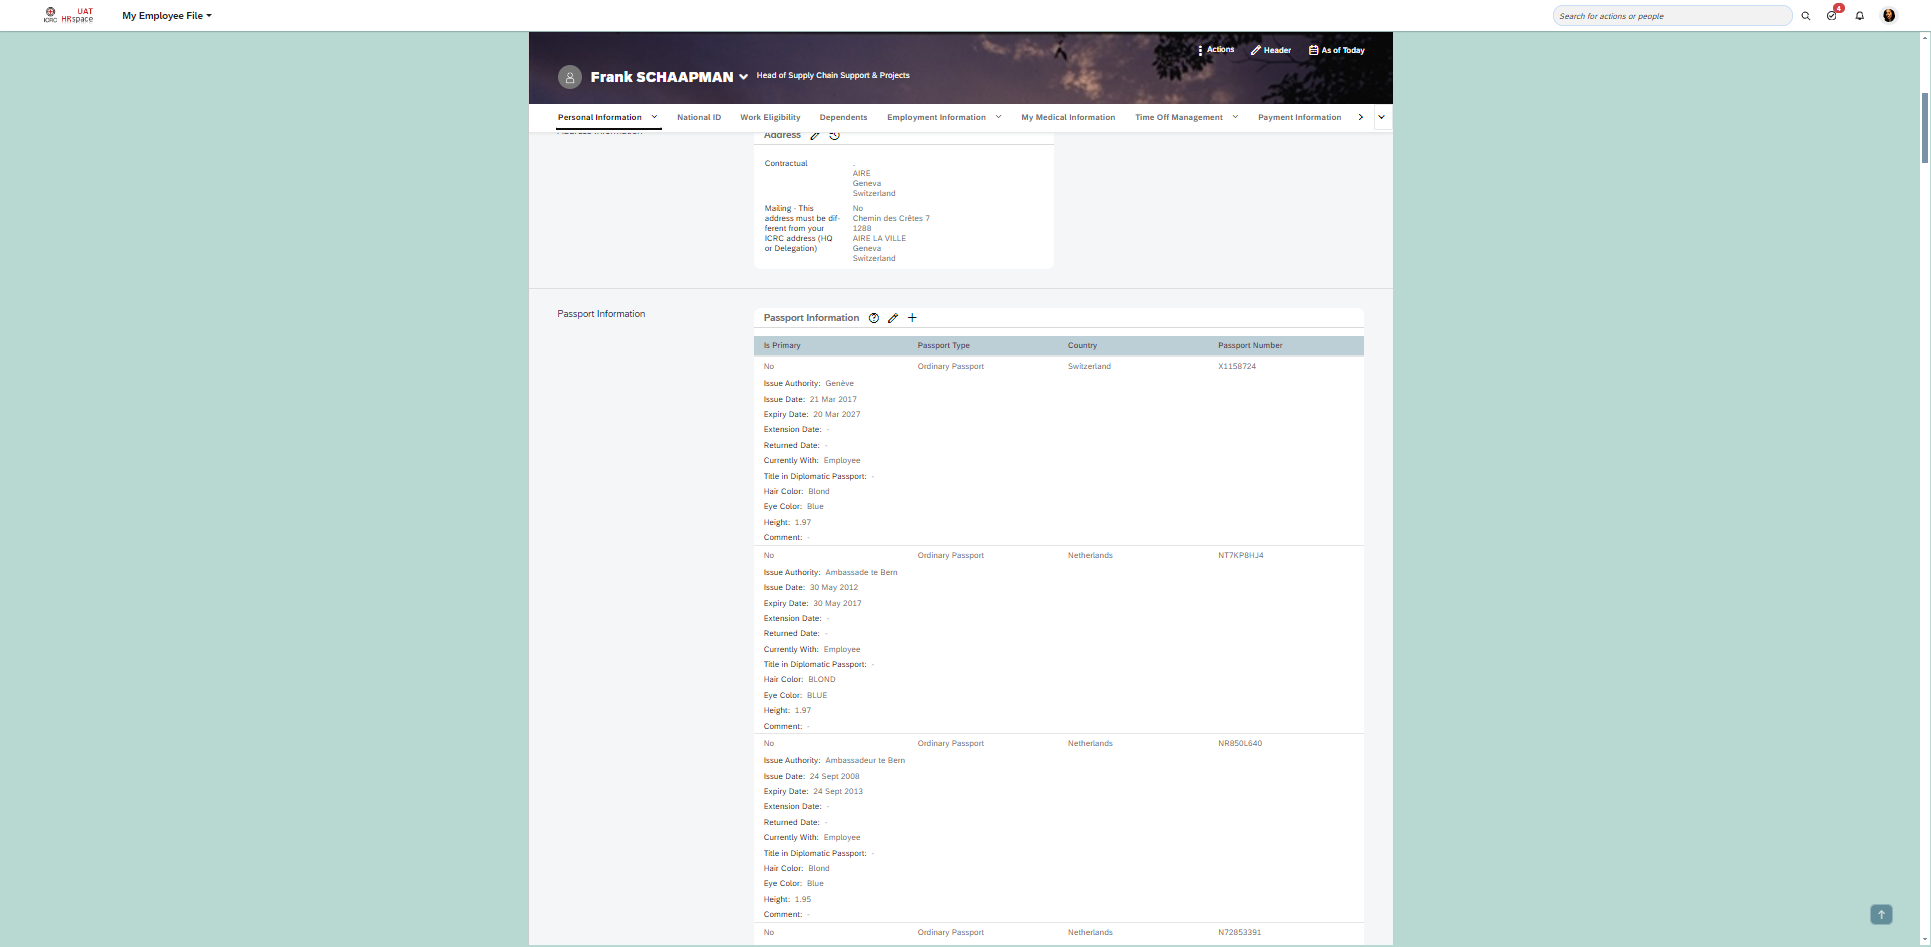 ICRC UAT HRspace My Employee File Search for actions or people 4
Actions Header As of Today
Frank SCHAAPMAN Head of Supply Chain Support & Projects
Personal Information National ID Work Eligibility Dependents Employment Information My Medical Information Time Off Management Payment Information
Address Information Address
Contractual .
AIRE
Geneva
Switzerland
Mailing - This No
address must be dif- Chemin des Crêtes 7
ferent from your 1288
ICRC address (HQ AIRE LA VILLE
or Delegation) Geneva
Switzerland
Passport Information Passport Information
Is Primary Passport Type Country Passport Number
No Ordinary Passport Switzerland X1158724
Issue Authority: Genève
Issue Date: 21 Mar 2017
Expiry Date: 20 Mar 2027
Extension Date: -
Returned Date: -
Currently With: Employee
Title in Diplomatic Passport: -
Hair Color: Blond
Eye Color: Blue
Height: 1.97
Comment: -
No Ordinary Passport Netherlands NT7KP8HJ4
Issue Authority: Ambassade te Bern
Issue Date: 30 May 2012
Expiry Date: 30 May 2017
Extension Date: -
Returned Date: -
Currently With: Employee
Title in Diplomatic Passport: -
Hair Color: BLOND
Eye Color: BLUE
Height: 1.97
Comment: -
No Ordinary Passport Netherlands NR850L640
Issue Authority: Ambassadeur te Bern
Issue Date: 24 Sept 2008
Expiry Date: 24 Sept 2013
Extension Date: -
Returned Date: -
Currently With: Employee
Title in Diplomatic Passport: -
Hair Color: Blond
Eye Color: Blue
Height: 1.95
Comment: -
No Ordinary Passport Netherlands N72853391